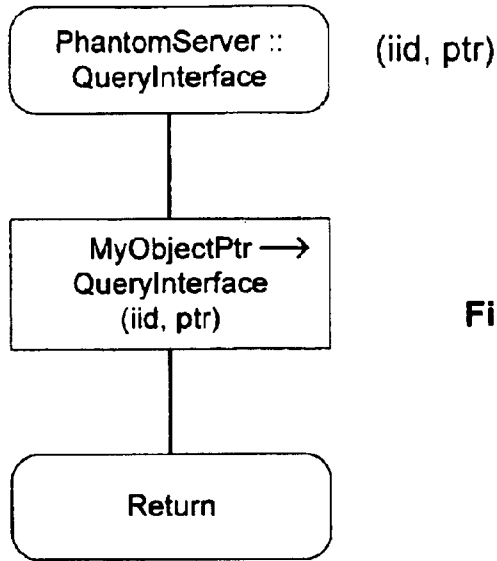 PhantomServer ::
QueryInterface
(iid, ptr)
MyObjectPtr →
QueryInterface
(iid, ptr)
Fi
Return